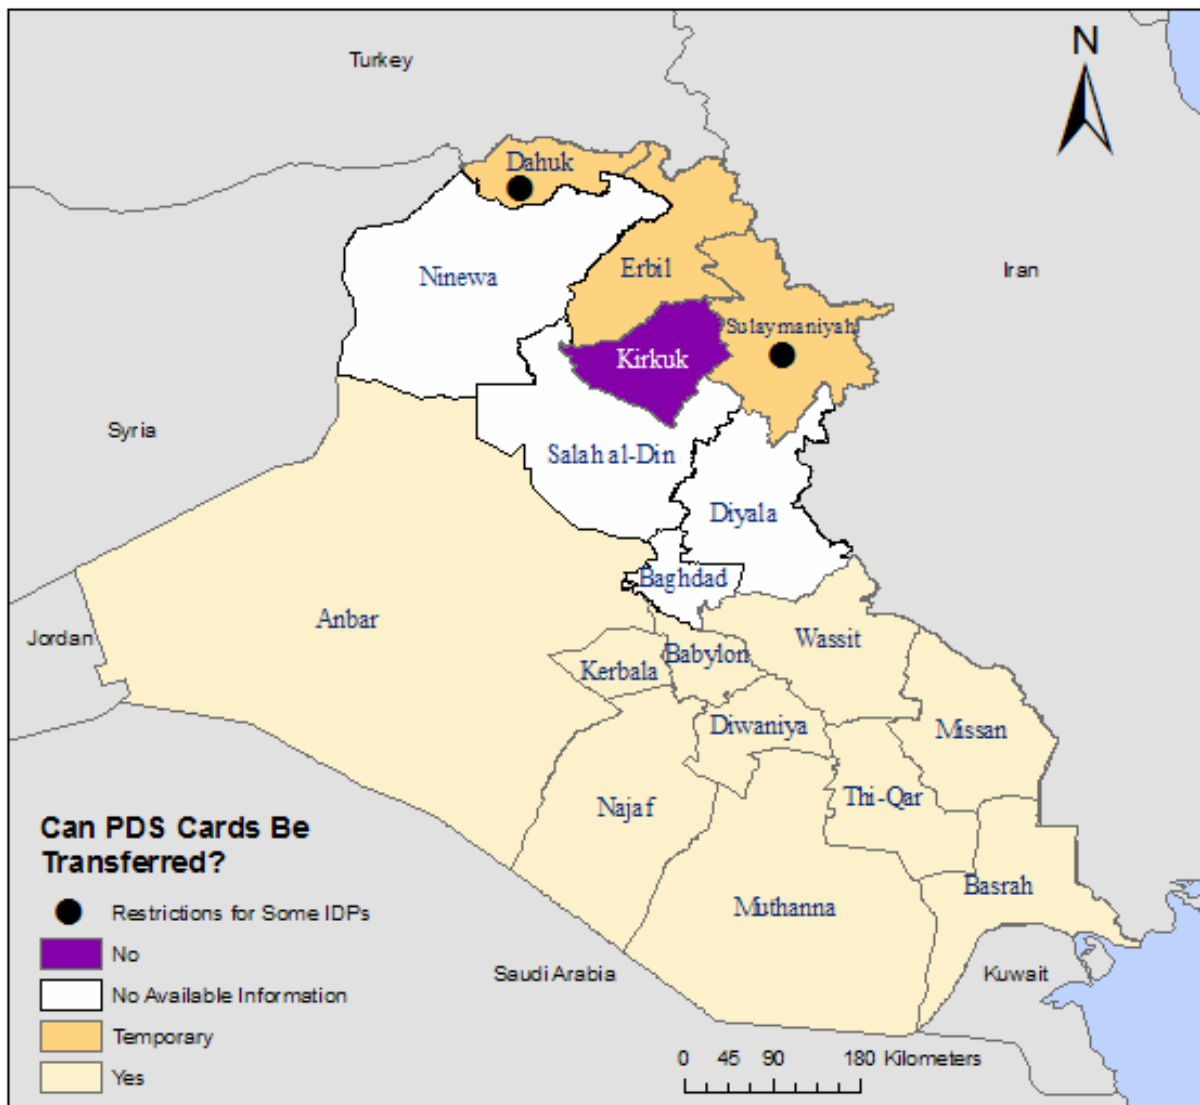 Turkey
N
Dahuk
Iran
Ninewa
Erbil
Sulaymaniyah
Kirkuk
Syria
Salah al-Din
Diyala
Baghdad
Anbar
Jordan
Wassit
Babylon
Kerbala
Diwaniya
Missan
Najaf
Thi-Qar
Basrah
Muthanna
Saudi Arabia
Kuwait
Can PDS Cards Be
Transferred?
Restrictions for Some IDPs
No
No Available Information
Temporary
Yes
0 45 90 180 Kilometers